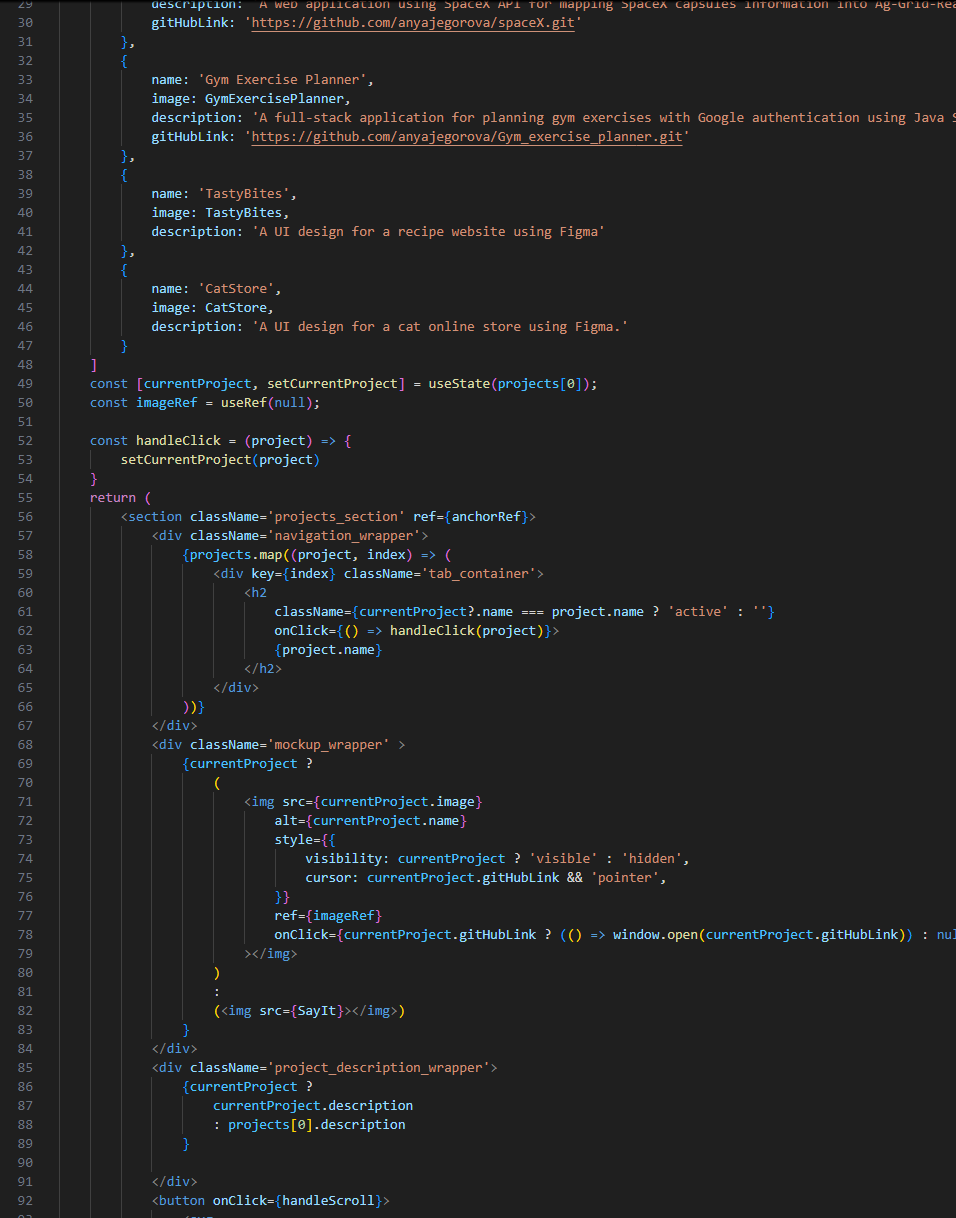 29 description: 'A web application using SpaceX API for mapping SpaceX capsules information into Ag-Grid-Rea
30 gitHubLink: 'https://github.com/anyajegorova/spaceX.git'
31 },
32 {
33 name: 'Gym Exercise Planner',
34 image: GymExercisePlanner,
35 description: 'A full-stack application for planning gym exercises with Google authentication using Java S
36 gitHubLink: 'https://github.com/anyajegorova/Gym_exercise_planner.git'
37 },
38 {
39 name: 'TastyBites',
40 image: TastyBites,
41 description: 'A UI design for a recipe website using Figma'
42 },
43 {
44 name: 'CatStore',
45 image: CatStore,
46 description: 'A UI design for a cat online store using Figma.'
47 }
48 ]
49 const [currentProject, setCurrentProject] = useState(projects[0]);
50 const imageRef = useRef(null);
51
52 const handleClick = (project) => {
53 setCurrentProject(project)
54 }
55 return (
56 <section className='projects_section' ref={anchorRef}>
57 <div className='navigation_wrapper'>
58 {projects.map((project, index) => (
59 <div key={index} className='tab_container'>
60 <h2
61 className={currentProject?.name === project.name ? 'active' : ''}
62 onClick={() => handleClick(project)}>
63 {project.name}
64 </h2>
65 </div>
66 ))}
67 </div>
68 <div className='mockup_wrapper' >
69 {currentProject ?
70 (
71 <img src={currentProject.image}
72 alt={currentProject.name}
73 style={{
74 visibility: currentProject ? 'visible' : 'hidden',
75 cursor: currentProject.gitHubLink && 'pointer',
76 }}
77 ref={imageRef}
78 onClick={currentProject.gitHubLink ? (() => window.open(currentProject.gitHubLink)) : nul
79 ></img>
80 )
81 :
82 (<img src={SayIt}></img>)
83 }
84 </div>
85 <div className='project_description_wrapper'>
86 {currentProject ?
87 currentProject.description
88 : projects[0].description
89 }
90
91 </div>
92 <button onClick={handleScroll}>